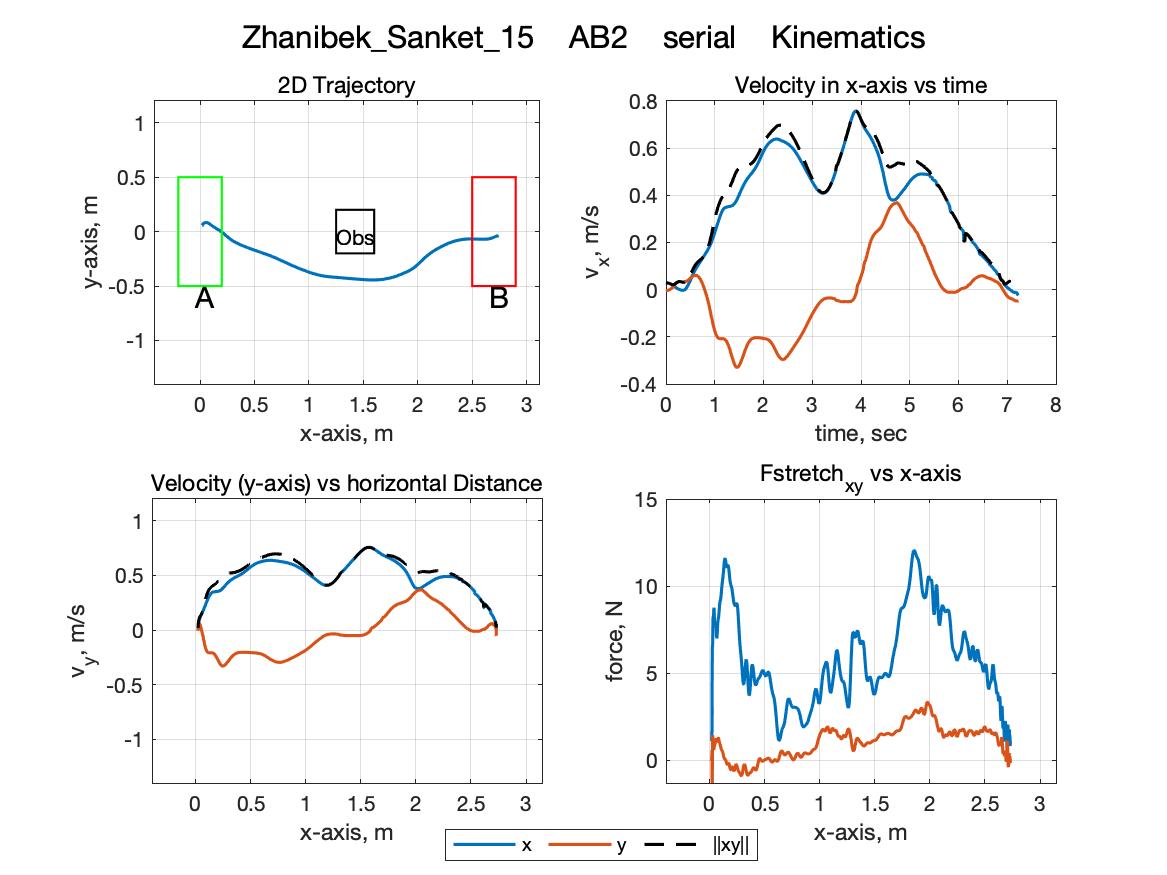 Zhanibek_Sanket_15 AB2 serial Kinematics
2D Trajectory
1
0.5
0
-0.5
-1
y-axis, m
Obs
A
B
0 0.5 1 1.5 2 2.5 3
x-axis, m
Velocity in x-axis vs time
0.8
0.6
0.4
0.2
0
-0.2
-0.4
v_x, m/s
0 1 2 3 4 5 6 7 8
time, sec
Velocity (y-axis) vs horizontal Distance
1
0.5
0
-0.5
-1
v_y, m/s
0 0.5 1 1.5 2 2.5 3
x-axis, m
Fstretch_xy vs x-axis
15
10
5
0
force, N
0 0.5 1 1.5 2 2.5 3
x-axis, m
x y ||xy||